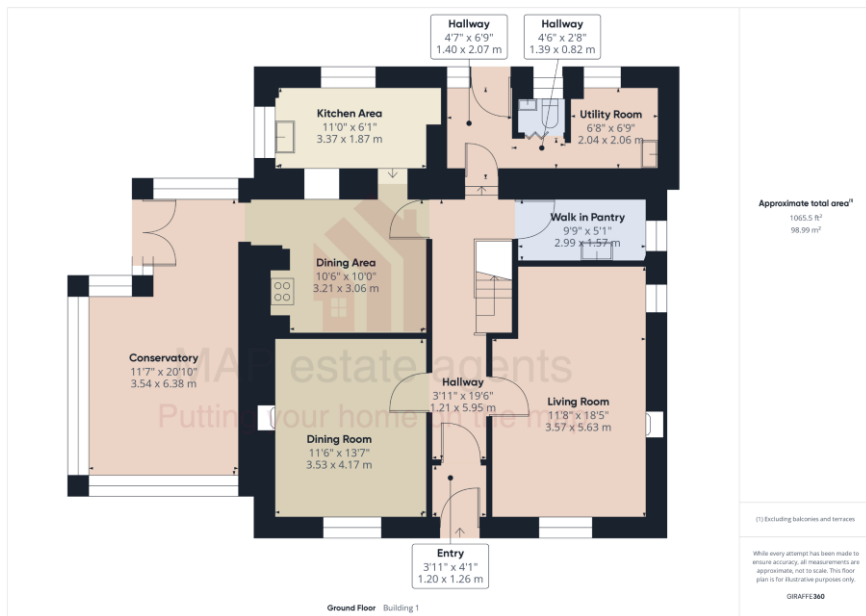 Hallway
4'7" x 6'9"
1.40 x 2.07 m
Hallway
4'6" x 2'8"
1.39 x 0.82 m
Kitchen Area
11'0" x 6'1"
3.37 x 1.87 m
Utility Room
6'8" x 6'9"
2.04 x 2.06 m
Walk in Pantry
9'9" x 5'1"
2.99 x 1.57 m
Dining Area
10'6" x 10'0"
3.21 x 3.06 m
Conservatory
11'7" x 20'10"
3.54 x 6.38 m
MAP estate agents
Putting your home on the map
Hallway
3'11" x 19'6"
1.21 x 5.95 m
Living Room
11'8" x 18'5"
3.57 x 5.63 m
Dining Room
11'6" x 13'7"
3.53 x 4.17 m
Entry
3'11" x 4'1"
1.20 x 1.26 m
Ground Floor Building 1
Approximate total area⁽¹⁾
1065.5 ft²
98.99 m²
(1) Excluding balconies and terraces
While every attempt has been made to
ensure accuracy, all measurements are
approximate, not to scale. This floor
plan is for illustrative purposes only.
GIRAFFE360